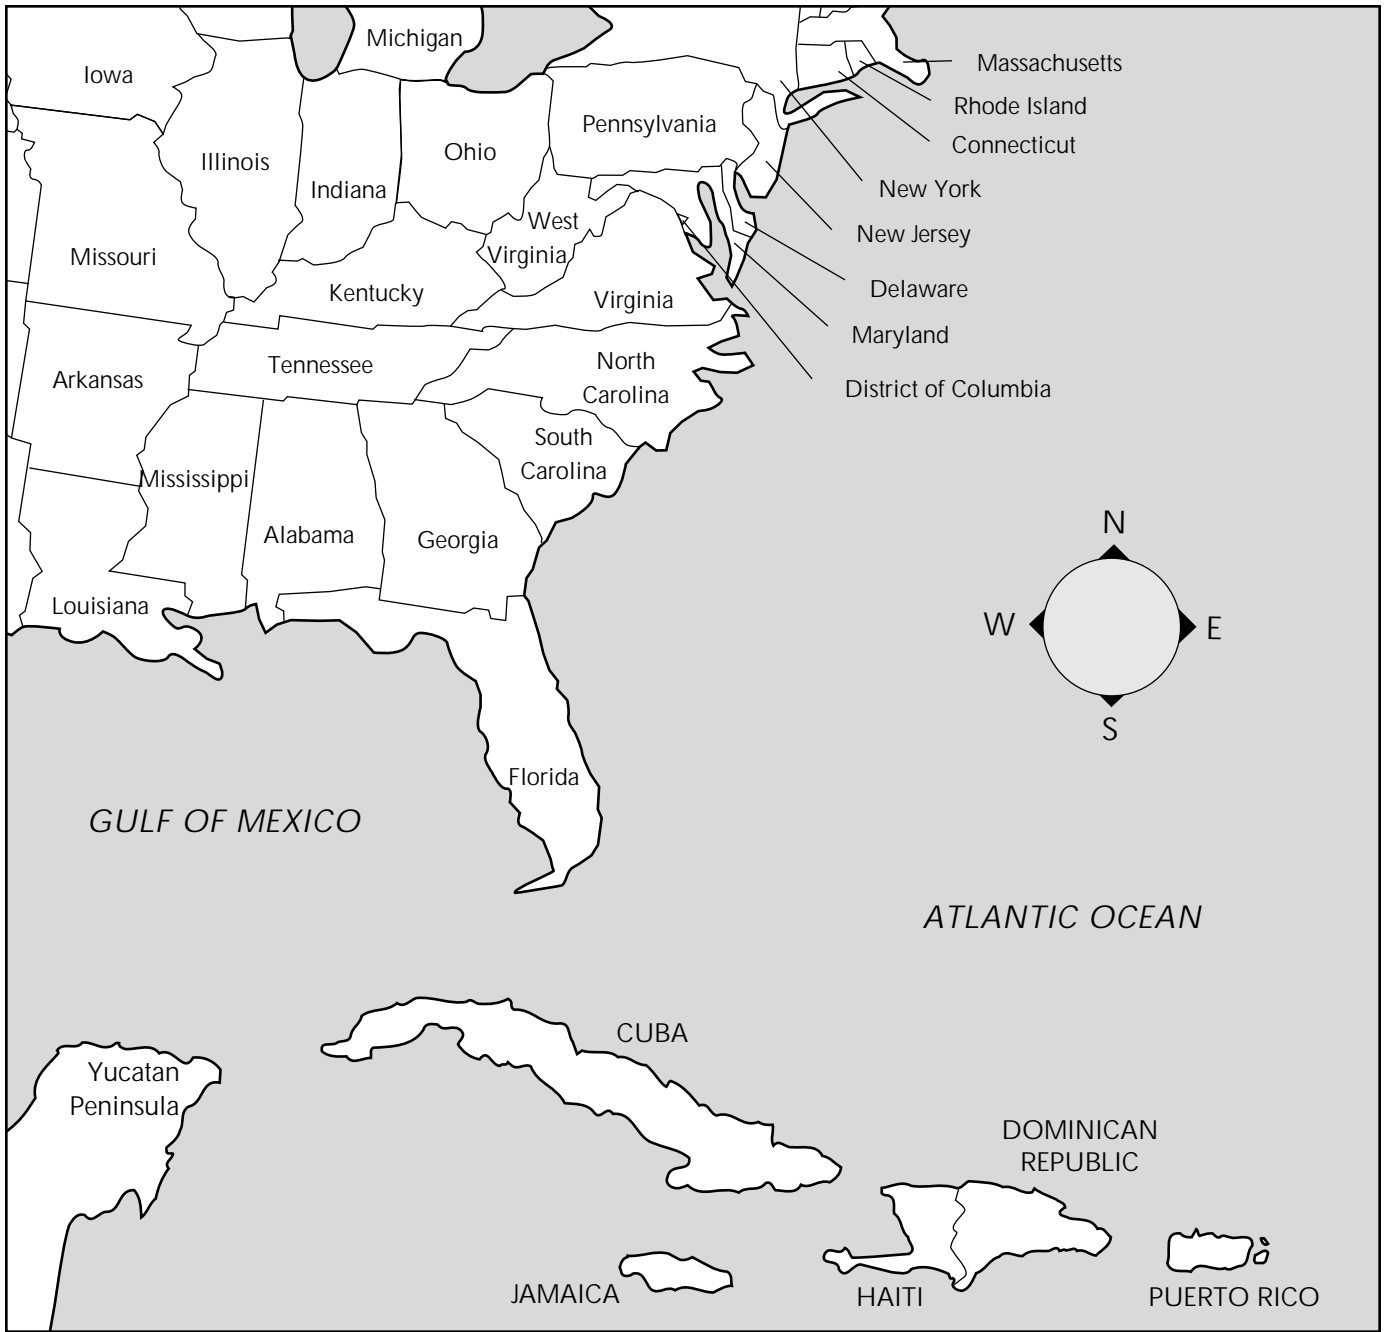 Michigan
Iowa
Massachusetts
Rhode Island
Pennsylvania
Connecticut
Ohio
Illinois
Indiana
New York
West
Virginia
New Jersey
Missouri
Delaware
Kentucky
Virginia
Maryland
Tennessee
North
Carolina
Arkansas
District of Columbia
South
Carolina
Mississippi
Alabama
Georgia
Louisiana
N
W
E
S
Florida
GULF OF MEXICO
ATLANTIC OCEAN
CUBA
Yucatan
Peninsula
DOMINICAN
REPUBLIC
JAMAICA
HAITI
PUERTO RICO